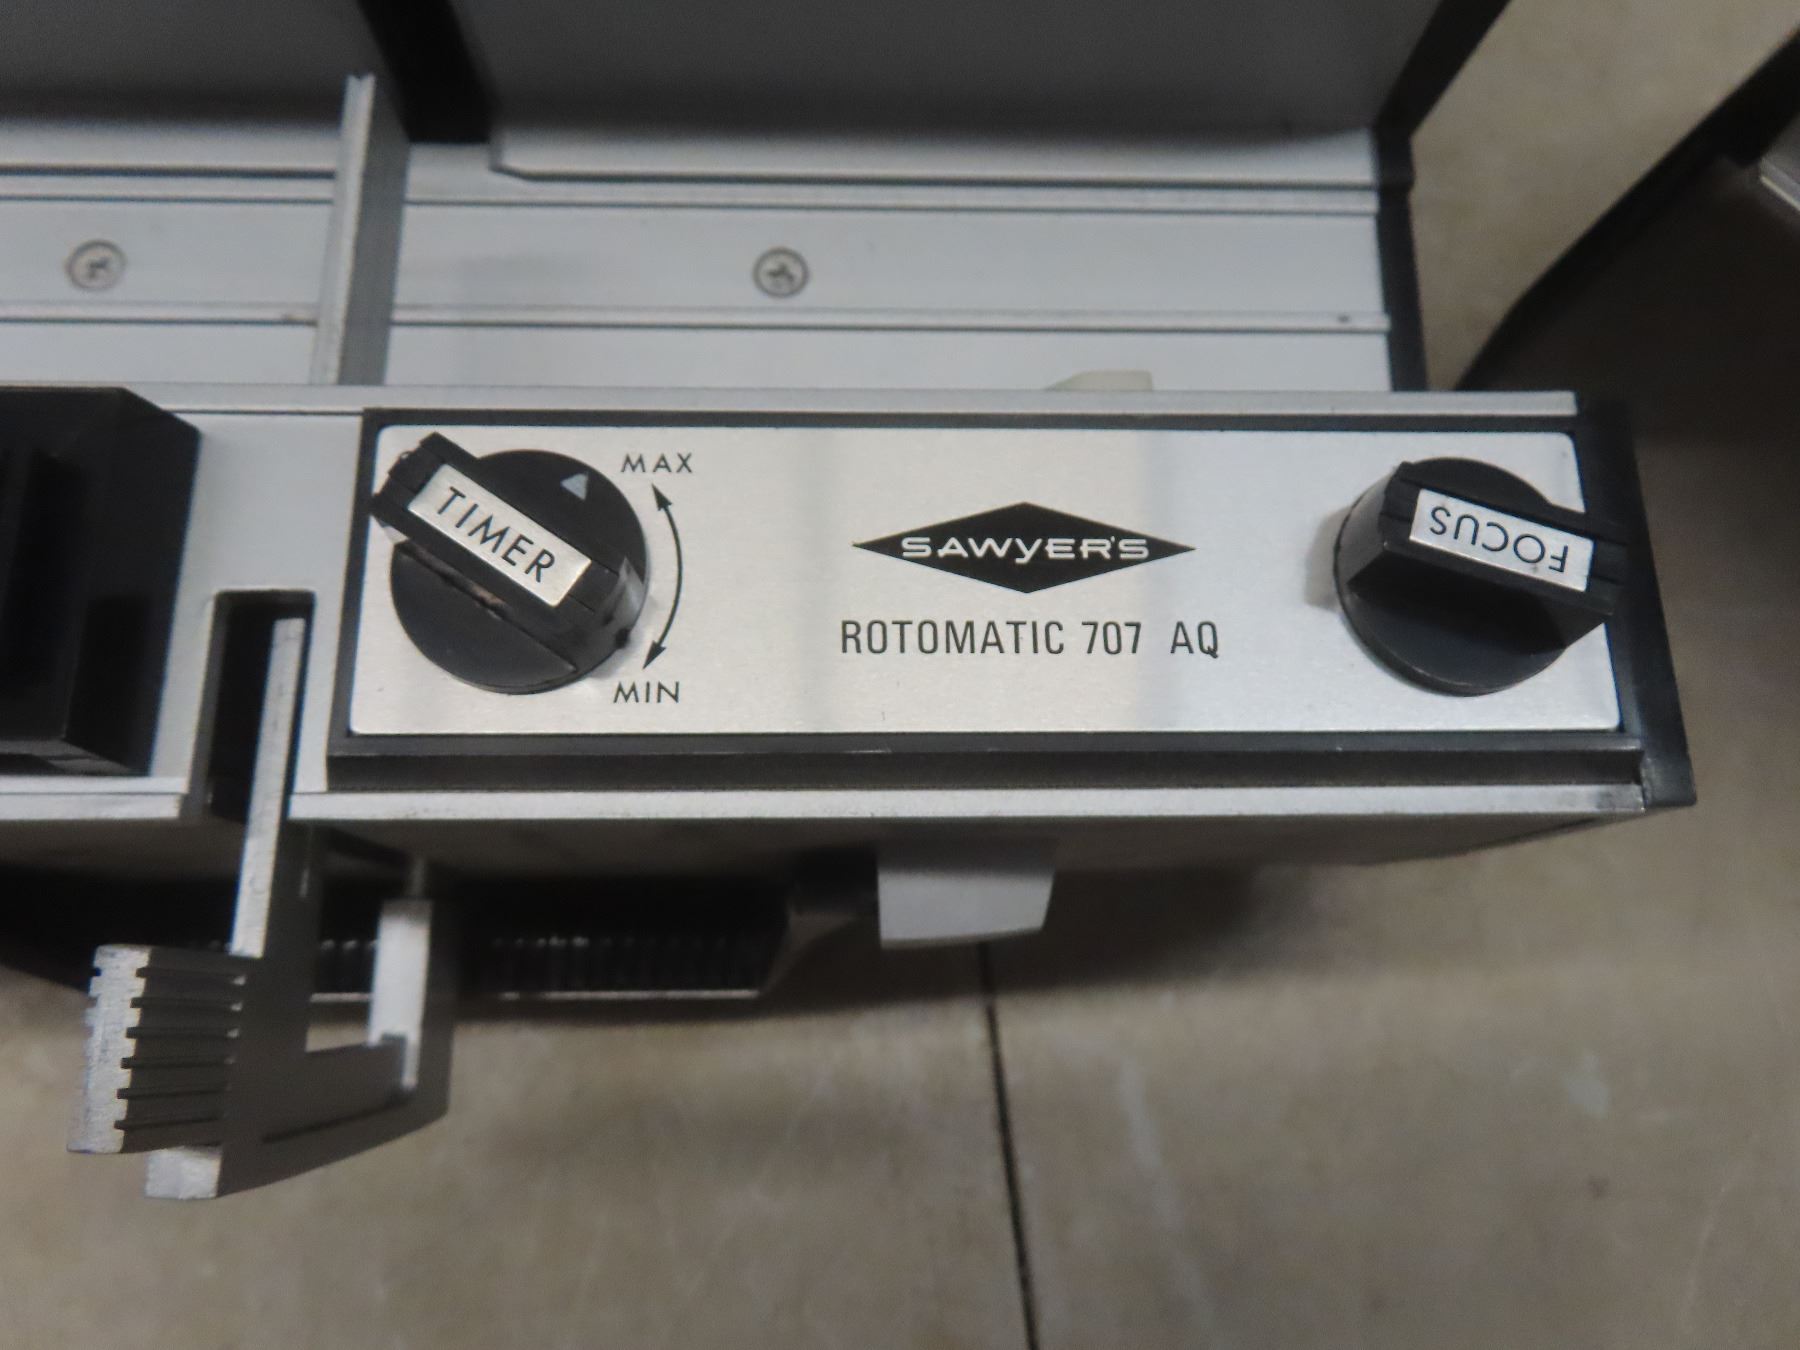 MAX
TIMER
MIN
SAWYER'S
ROTOMATIC 707 AQ
FOCUS